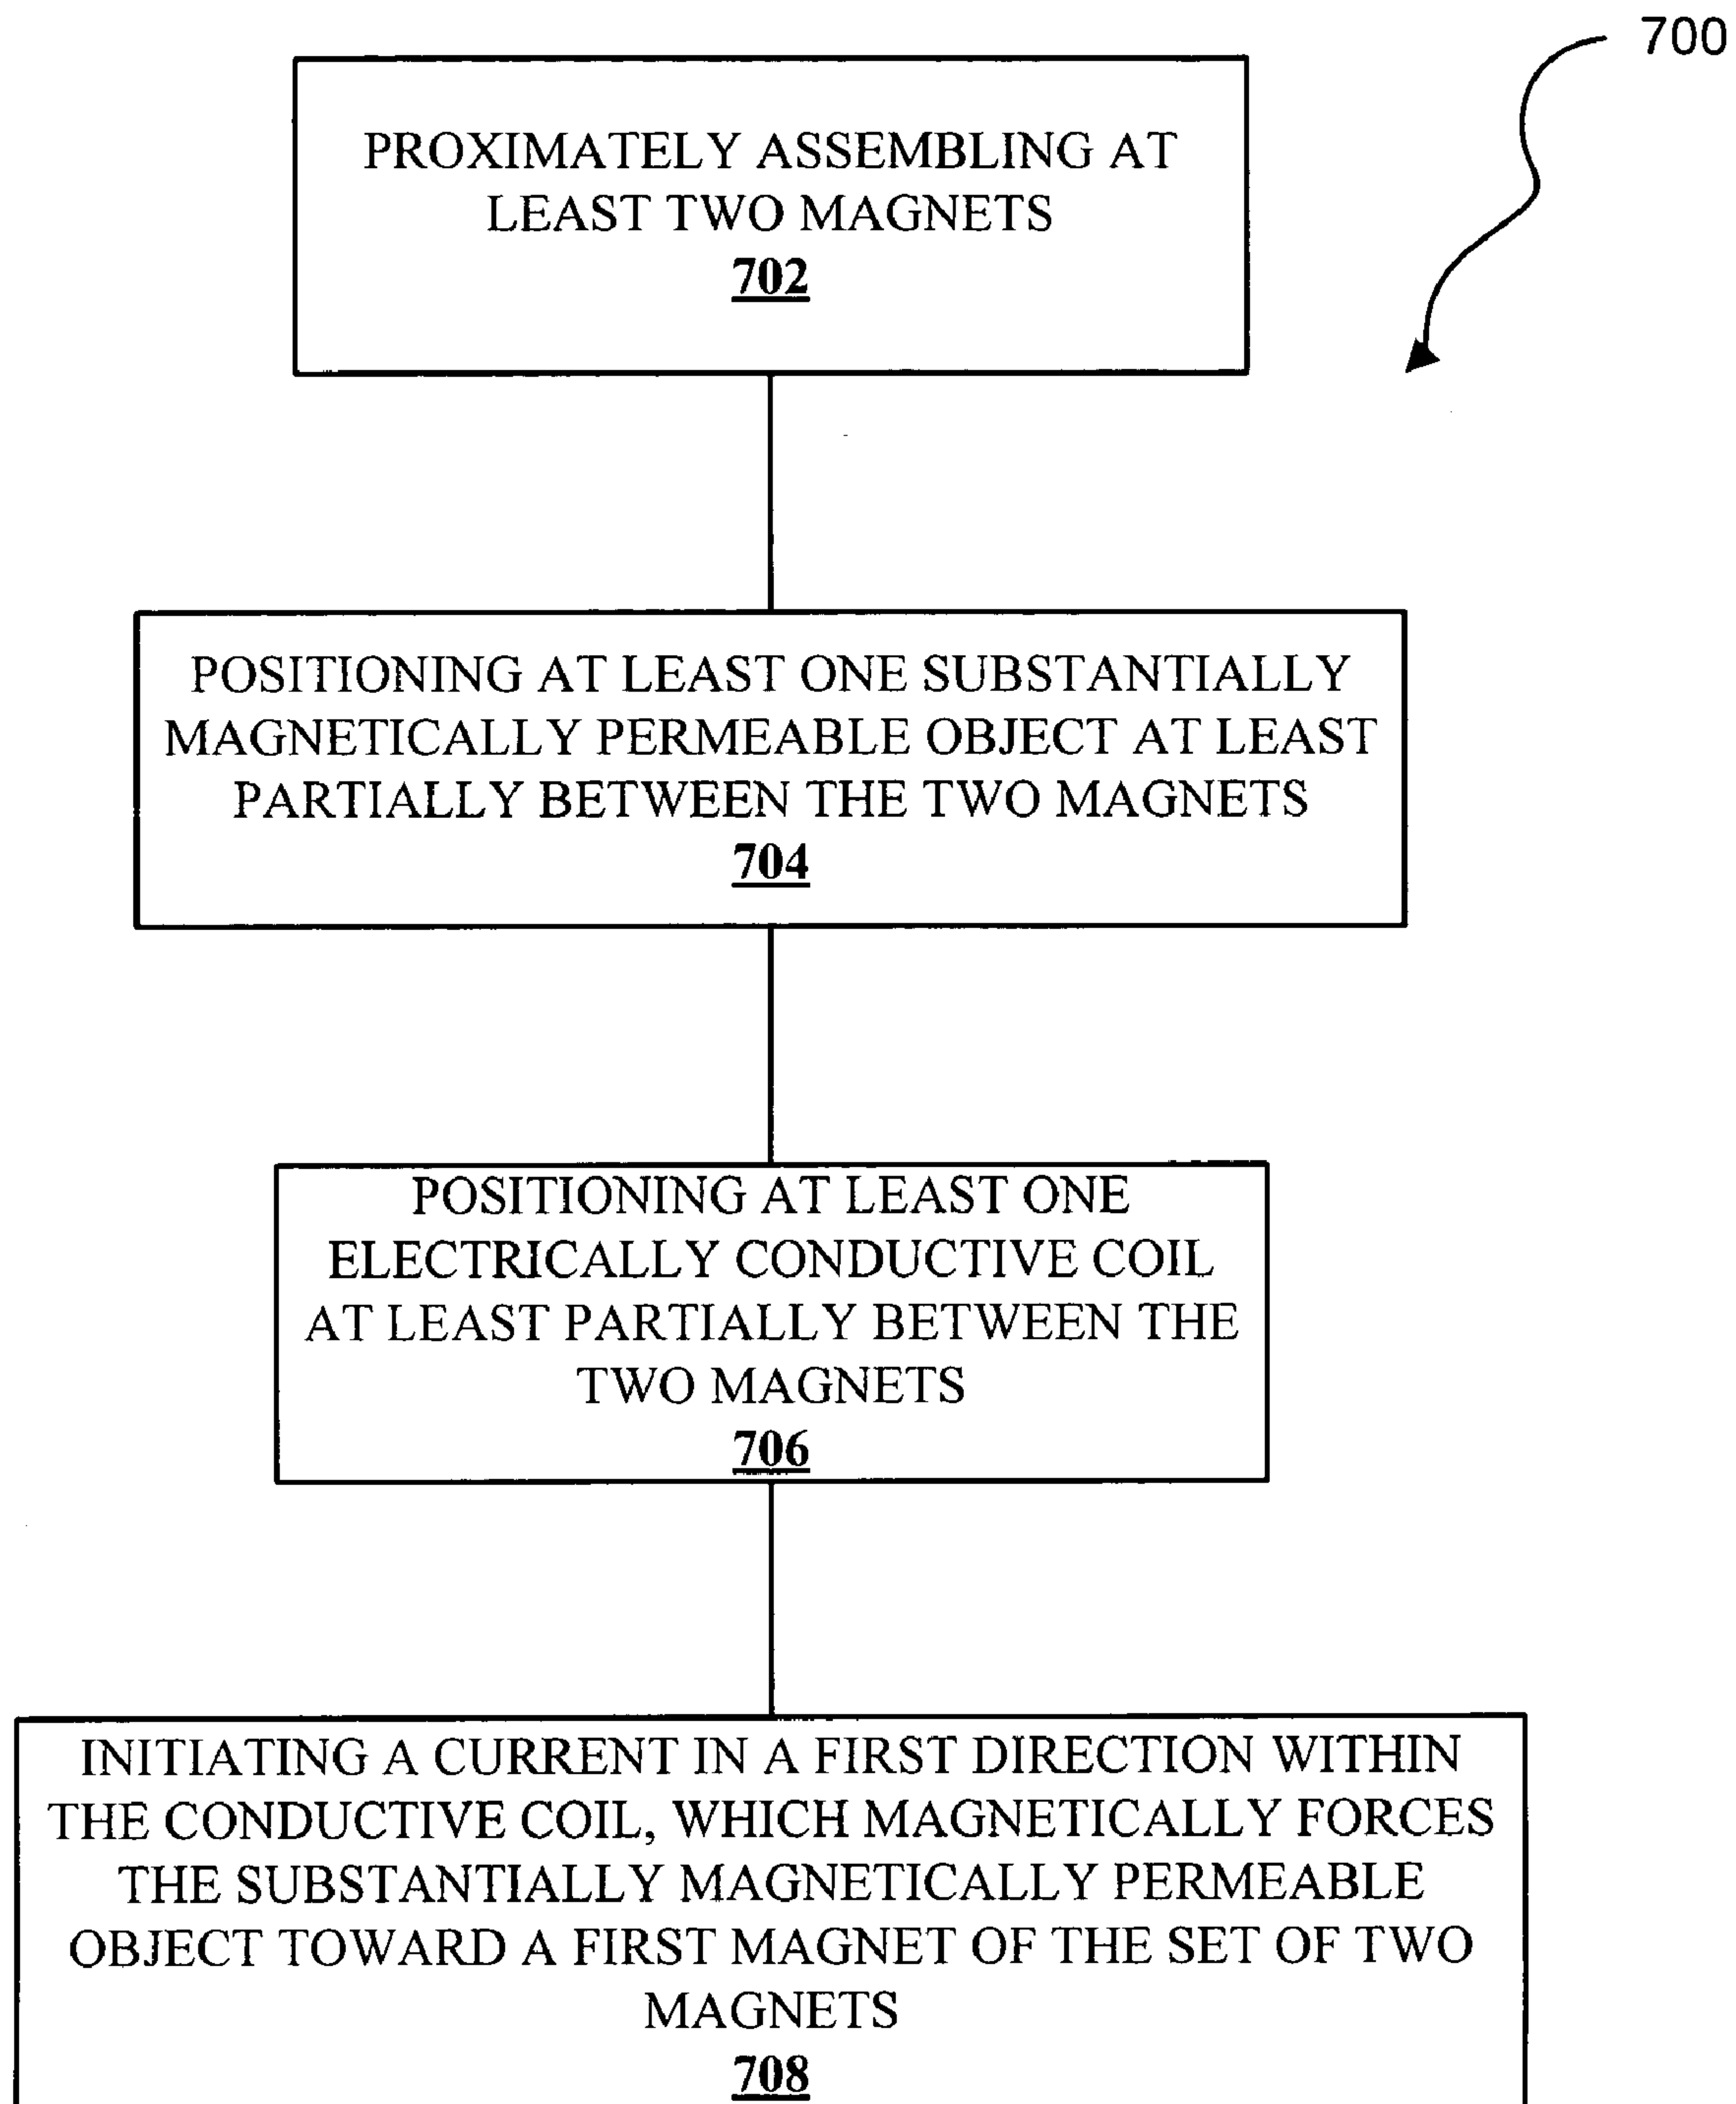 700
PROXIMATELY ASSEMBLING AT
LEAST TWO MAGNETS
702
POSITIONING AT LEAST ONE SUBSTANTIALLY
MAGNETICALLY PERMEABLE OBJECT AT LEAST
PARTIALLY BETWEEN THE TWO MAGNETS
704
POSITIONING AT LEAST ONE
ELECTRICALLY CONDUCTIVE COIL
AT LEAST PARTIALLY BETWEEN THE
TWO MAGNETS
706
INITIATING A CURRENT IN A FIRST DIRECTION WITHIN
THE CONDUCTIVE COIL, WHICH MAGNETICALLY FORCES
THE SUBSTANTIALLY MAGNETICALLY PERMEABLE
OBJECT TOWARD A FIRST MAGNET OF THE SET OF TWO
MAGNETS
708